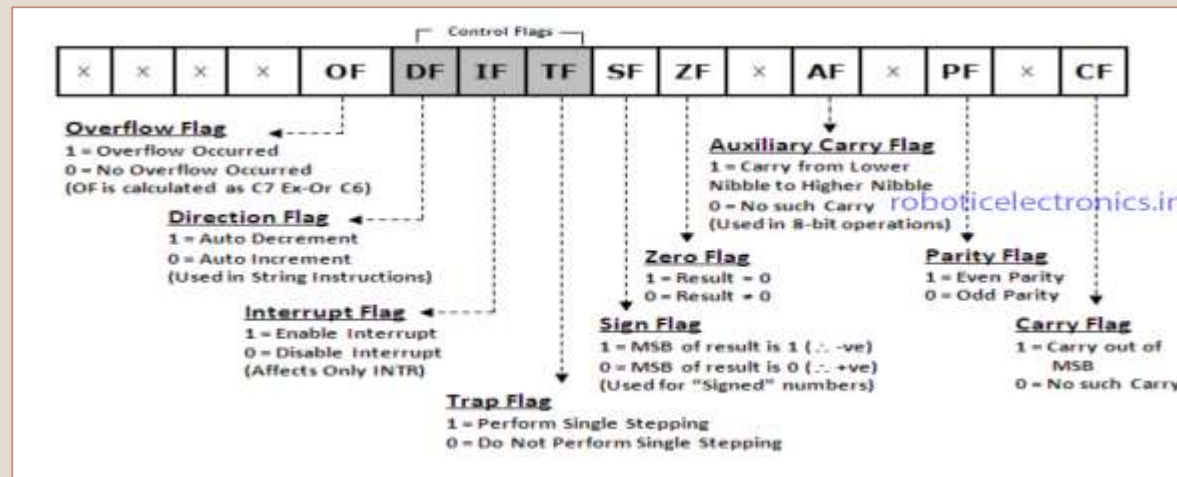 Control Flags
× × × × OF DF IF TF SF ZF × AF × PF × CF
Overflow Flag
1 = Overflow Occurred
0 = No Overflow Occurred
(OF is calculated as C7 Ex-Or C6)
Direction Flag
1 = Auto Decrement
0 = Auto Increment
(Used in String Instructions)
Interrupt Flag
1 = Enable Interrupt
0 = Disable Interrupt
(Affects Only INTR)
Trap Flag
1 = Perform Single Stepping
0 = Do Not Perform Single Stepping
Sign Flag
1 = MSB of result is 1 (∴ -ve)
0 = MSB of result is 0 (∴ +ve)
(Used for "Signed" numbers)
Zero Flag
1 = Result = 0
0 = Result ≠ 0
Auxiliary Carry Flag
1 = Carry from Lower
Nibble to Higher Nibble
0 = No such Carry
(Used in 8-bit operations)
roboticelectronics.in
Parity Flag
1 = Even Parity
0 = Odd Parity
Carry Flag
1 = Carry out of
MSB
0 = No such Carry